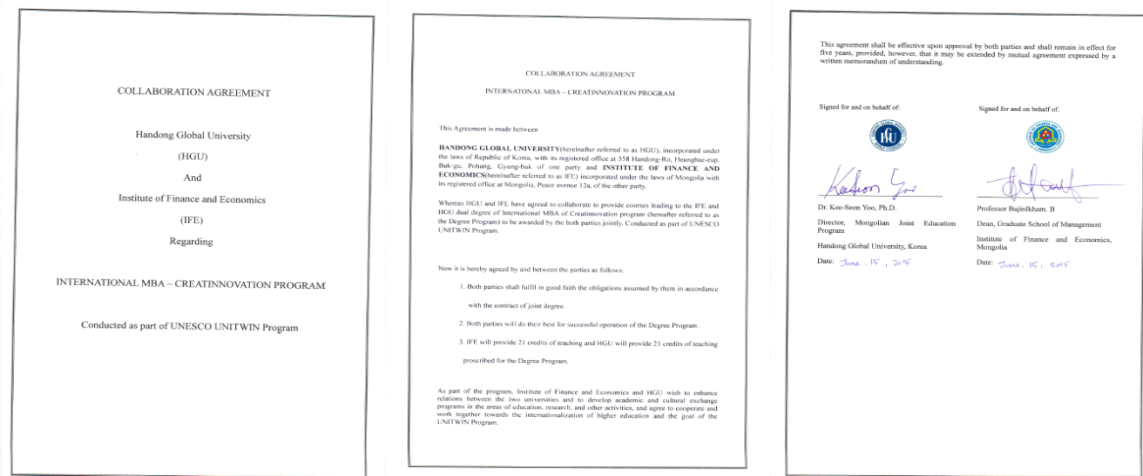 COLLABORATION AGREEMENT
Handong Global University
(HGU)
And
Institute of Finance and Economics
(IFE)
Regarding
INTERNATIONAL MBA – CREATINNOVATION PROGRAM
Conducted as part of UNESCO UNITWIN Program
COLLABORATION AGREEMENT
INTERNATONAL MBA – CREATINNOVATION PROGRAM
This Agreement is made between
HANDONG GLOBAL UNIVERSITY(hereinafter referred to as HGU), incorporated under
the laws of Republic of Korea, with its registered office at 558 Handong-Ro, Heunghae-eup,
Buk-gu, Pohang, Gyung-buk of one party and INSTITUTE OF FINANCE AND
ECONOMICS(hereinafter referred to as IFE) incorporated under the laws of Mongolia with
its registered office at Mongolia, Peace avenue 12a, of the other party.
Whereas HGU and IFE have agreed to collaborate to provide courses leading to the IFE and
HGU dual degree of International MBA of Creatinnovation program (hereafter referred to as
the Degree Program) to be awarded by the both parties jointly. Conducted as part of UNESCO
UNITWIN Program.
Now it is hereby agreed by and between the parties as follows:
1. Both parties shall fulfil in good faith the obligations assumed by them in accordance
with the contract of joint degree.
2. Both parties will do their best for successful operation of the Degree Program.
3. IFE will provide 21 credits of teaching and HGU will provide 21 credits of teaching
proscribed for the Degree Program.
As part of the program, Institute of Finance and Economics and HGU wish to enhance
relations between the two universities and to develop academic and cultural exchange
programs in the areas of education, research, and other activities, and agree to cooperate and
work together towards the internationalization of higher education and the goal of the
UNITWIN Program.
This agreement shall be effective upon approval by both parties and shall remain in effect for
five years, provided, however, that it may be extended by mutual agreement expressed by a
written memorandum of understanding.
Signed for and on behalf of:
Dr. Kee-Seon Yoo, Ph.D.
Director, Mongolian Joint Education
Program
Handong Global University, Korea
Date: June, 15, 2015
Signed for and on behalf of:
Professor Bajinikham. B
Dean, Graduate School of Management
Institute of Finance and Economics,
Mongolia
Date: June, 15, 2015